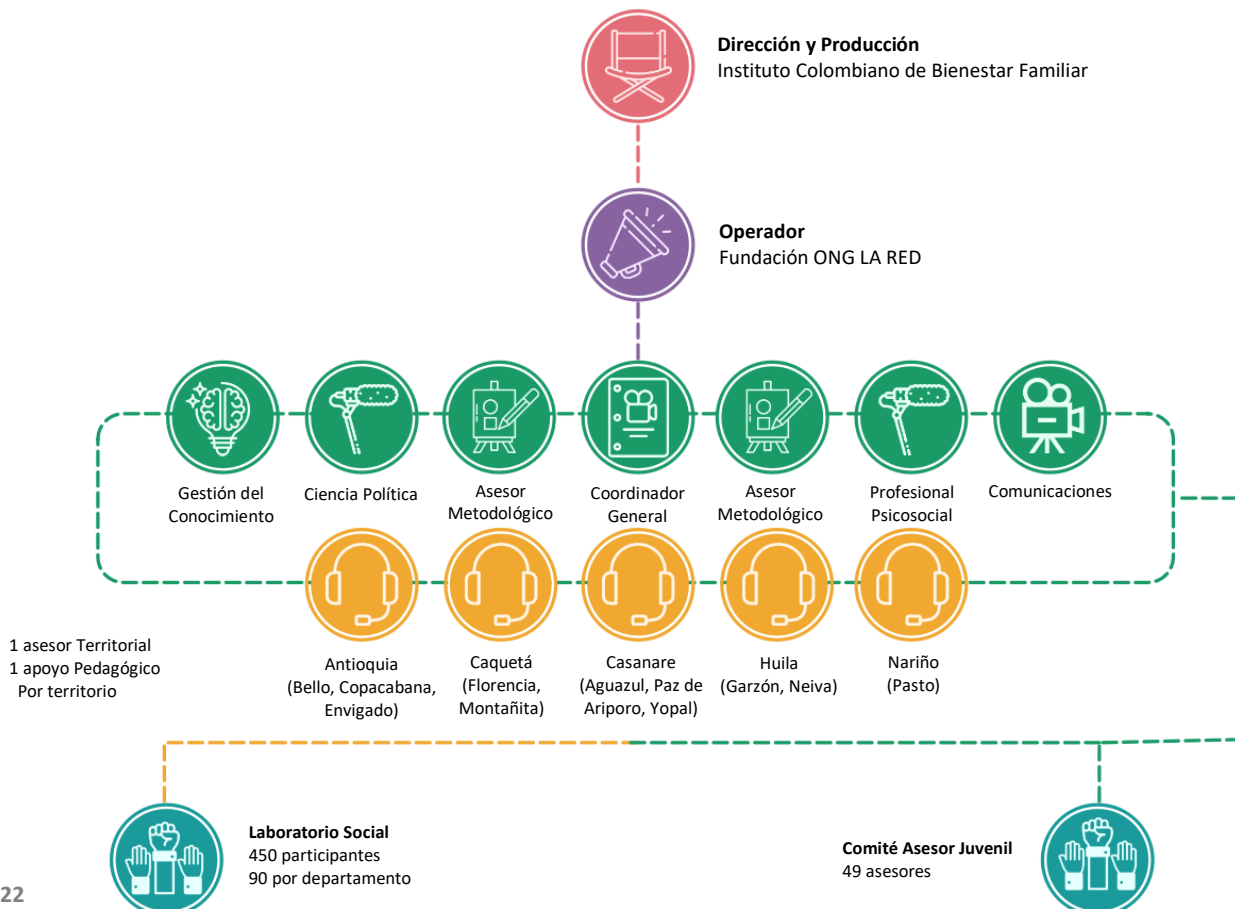 Dirección y Producción
Instituto Colombiano de Bienestar Familiar
Operador
Fundación ONG LA RED
Gestión del
Conocimiento
Ciencia Política
Asesor
Metodológico
Coordinador
General
Asesor
Metodológico
Profesional
Psicosocial
Comunicaciones
1 asesor Territorial
1 apoyo Pedagógico
Por territorio
Antioquia
(Bello, Copacabana,
Envigado)
Caquetá
(Florencia,
Montañita)
Casanare
(Aguazul, Paz de
Ariporo, Yopal)
Huila
(Garzón, Neiva)
Nariño
(Pasto)
Laboratorio Social
450 participantes
90 por departamento
Comité Asesor Juvenil
49 asesores
22